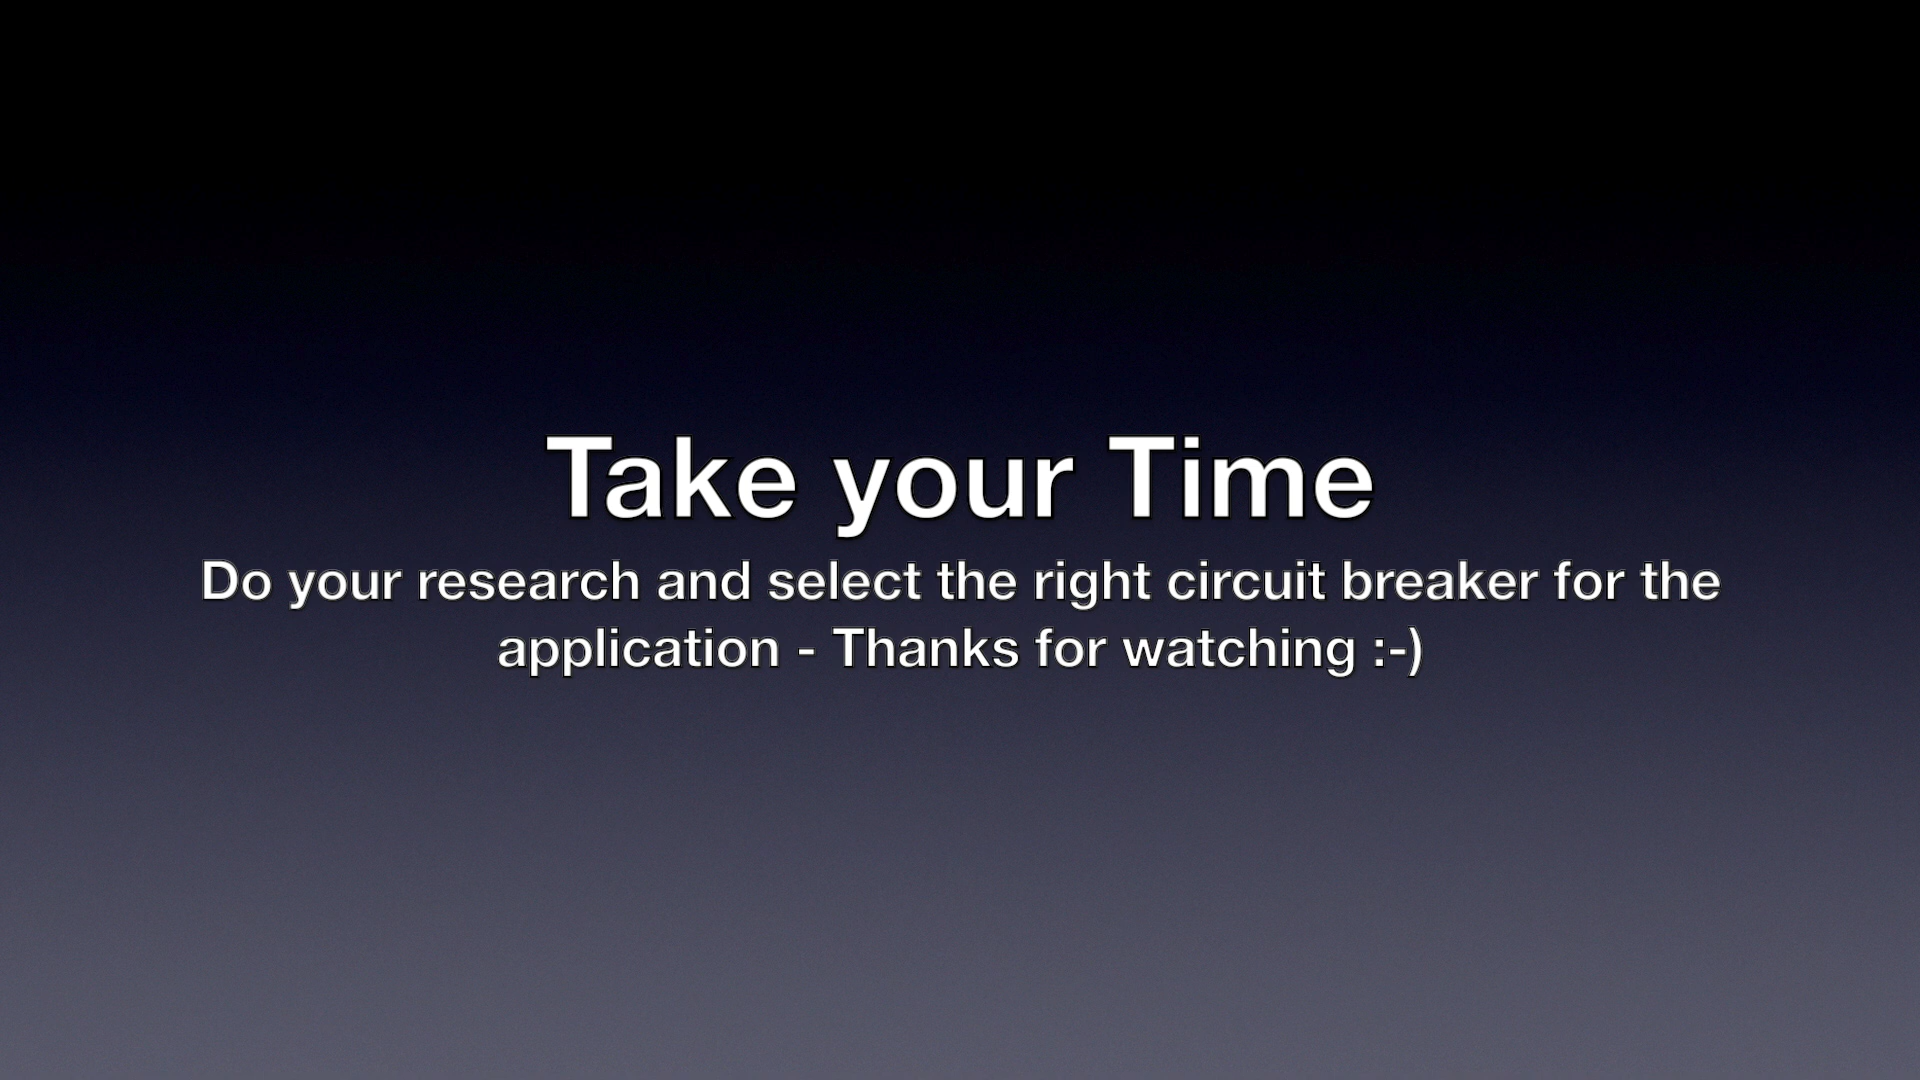 Take your Time
Do your research and select the right circuit breaker for the
application - Thanks for watching :-)